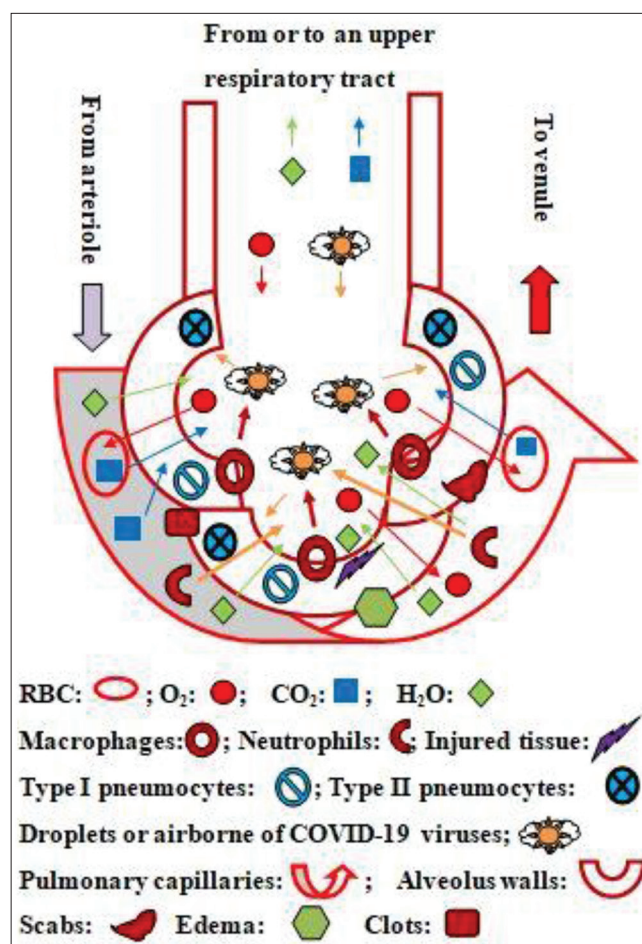 From or to an upper
respiratory tract
From arteriole
To venule
RBC: ; O₂: ; CO₂: ; H₂O:
Macrophages: ; Neutrophils: ; Injured tissue:
Type I pneumocytes: ; Type II pneumocytes:
Droplets or airborne of COVID-19 viruses;
Pulmonary capillaries: ; Alveolus walls:
Scabs: Edema: Clots: